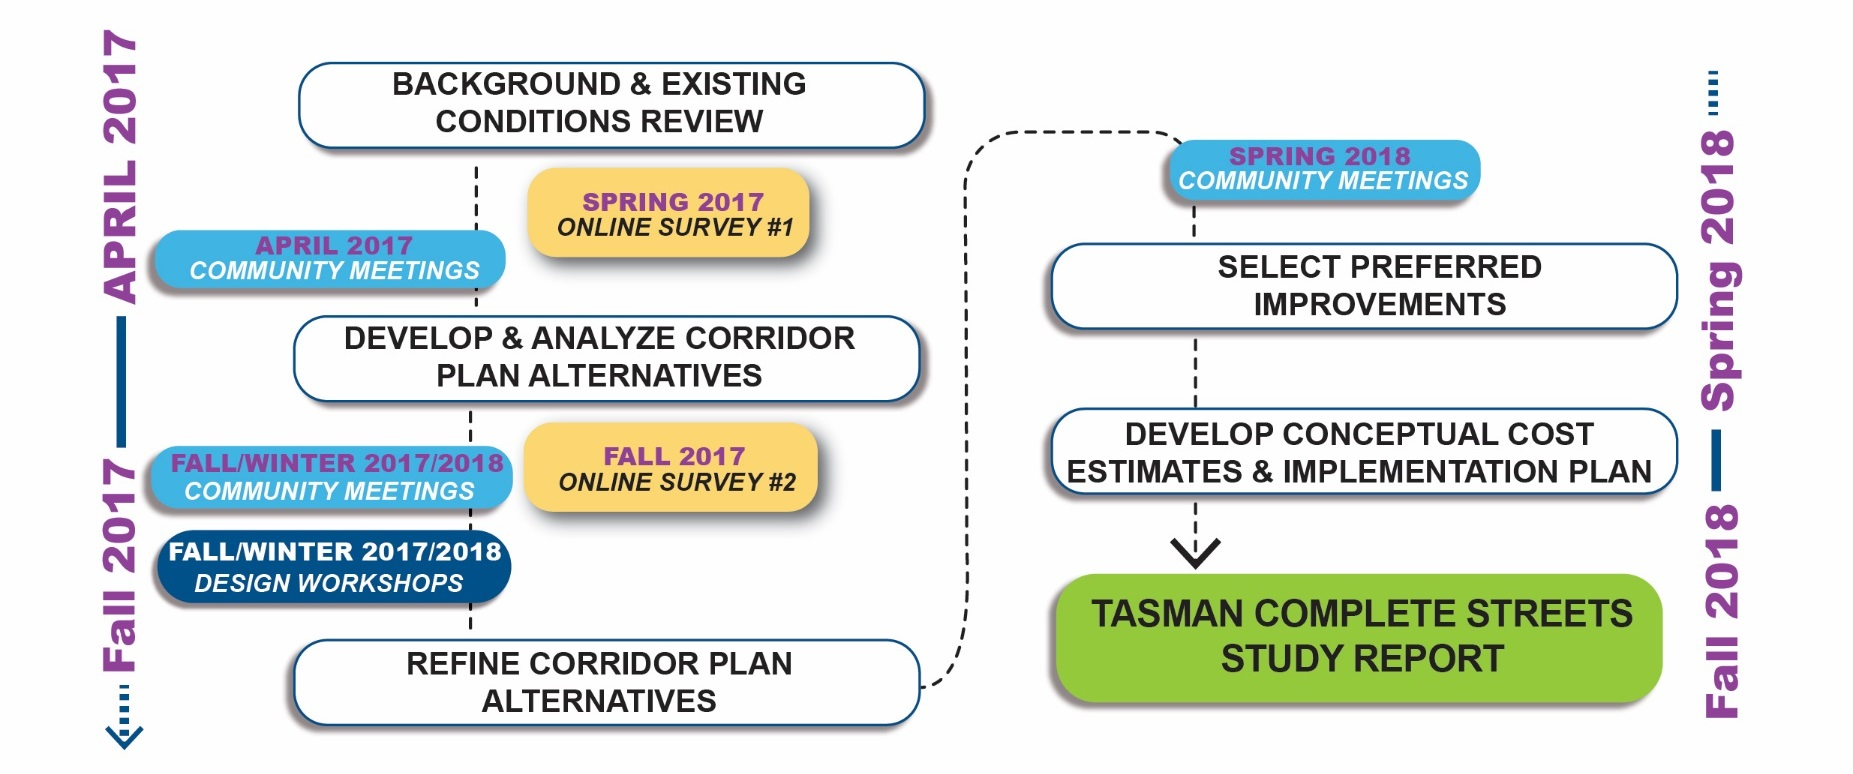 APRIL 2017
Fall 2017
BACKGROUND & EXISTING
CONDITIONS REVIEW
SPRING 2017
ONLINE SURVEY #1
APRIL 2017
COMMUNITY MEETINGS
DEVELOP & ANALYZE CORRIDOR
PLAN ALTERNATIVES
FALL/WINTER 2017/2018
COMMUNITY MEETINGS
FALL 2017
ONLINE SURVEY #2
FALL/WINTER 2017/2018
DESIGN WORKSHOPS
REFINE CORRIDOR PLAN
ALTERNATIVES
SPRING 2018
COMMUNITY MEETINGS
SELECT PREFERRED
IMPROVEMENTS
DEVELOP CONCEPTUAL COST
ESTIMATES & IMPLEMENTATION PLAN
TASMAN COMPLETE STREETS
STUDY REPORT
Spring 2018
Fall 2018